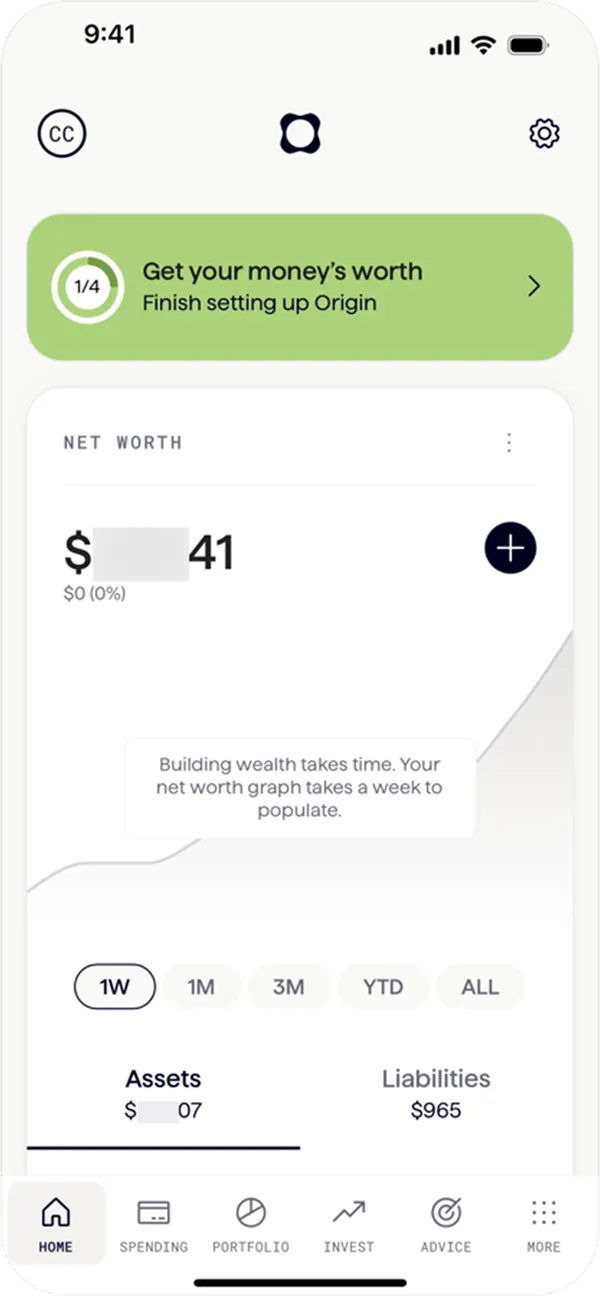 9:41
CC
1/4
Get your money's worth
Finish setting up Origin
NET WORTH
$ 41
$0 (0%)
Building wealth takes time. Your
net worth graph takes a week to
populate.
1W 1M 3M YTD ALL
Assets Liabilities
$ 07 $965
HOME SPENDING PORTFOLIO INVEST ADVICE MORE